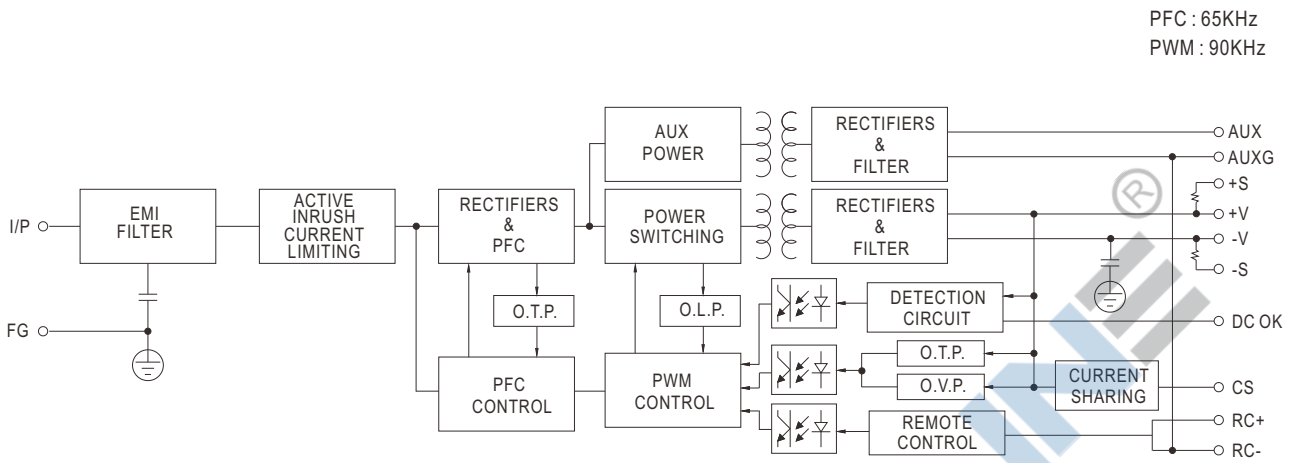 PFC : 65KHz
PWM : 90KHz
AUX
POWER
RECTIFIERS
&
FILTER
AUX
AUXG
+S
I/P
EMI
FILTER
ACTIVE
INRUSH
CURRENT
LIMITING
RECTIFIERS
&
PFC
POWER
SWITCHING
RECTIFIERS
&
FILTER
+V
-V
-S
®
FG
O.T.P.
O.L.P.
DETECTION
CIRCUIT
DC OK
PFC
CONTROL
PWM
CONTROL
O.T.P.
O.V.P.
CURRENT
SHARING
CS
REMOTE
CONTROL
RC+
RC-
INE